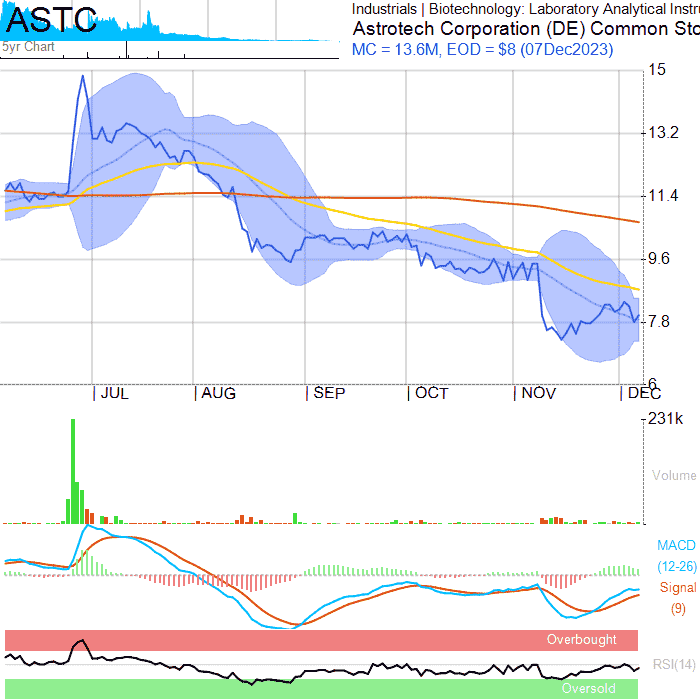 ASTC
5yr Chart
Industrials | Biotechnology: Laboratory Analytical Instru
Astrotech Corporation (DE) Common Sto
MC = 13.6M, EOD = $8 (07Dec2023)
15
13.2
11.4
9.6
7.8
6
JUL AUG SEP OCT NOV DEC
231k
Volume
MACD
(12-26)
Signal
(9)
Overbought
RSI(14)
Oversold